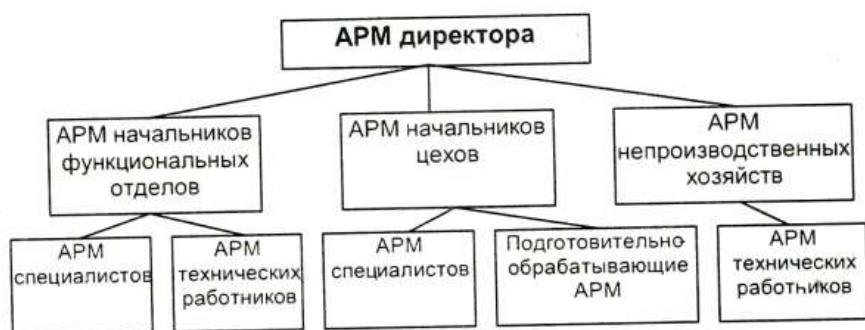 АРМ директора
АРМ начальников
функциональных
отделов
АРМ начальников
цехов
АРМ
непроизводственных
хозяйств
АРМ
специалистов
АРМ
технических
работников
АРМ
специалистов
Подготовительно-
обрабатывающие
АРМ
АРМ
технических
работников